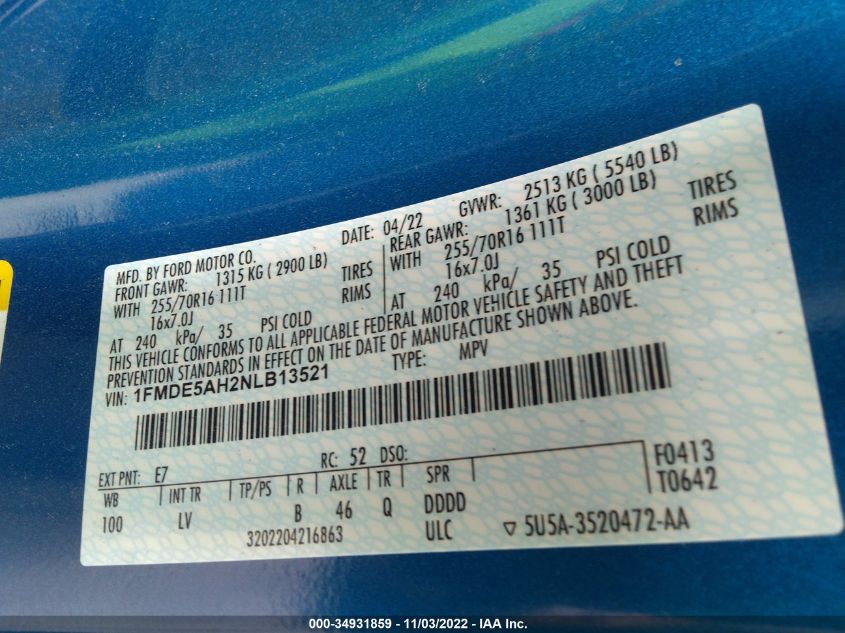 MFD. BY FORD MOTOR CO.
DATE: 04/22 GVWR: 2513 KG ( 5540 LB)
FRONT GAWR: 1315 KG ( 2900 LB)
REAR GAWR: 1361 KG ( 3000 LB)
WITH 255/70R16 111T TIRES
WITH 255/70R16 111T TIRES
16x7.0J RIMS
16x7.0J RIMS
AT 240 kPa/ 35 PSI COLD
AT 240 kPa/ 35 PSI COLD
THIS VEHICLE CONFORMS TO ALL APPLICABLE FEDERAL MOTOR VEHICLE SAFETY AND THEFT
PREVENTION STANDARDS IN EFFECT ON THE DATE OF MANUFACTURE SHOWN ABOVE.
VIN: 1FMDE5AH2NLB13521 TYPE: MPV
EXT PNT: E7 RC: 52 DSO: F0413
WB INT TR TP/PS R AXLE TR SPR T0642
100 LV B 46 Q DDDD
3202204216863 ULC 5U5A-3520472-AA
000-34931859 - 11/03/2022 - IAA Inc.